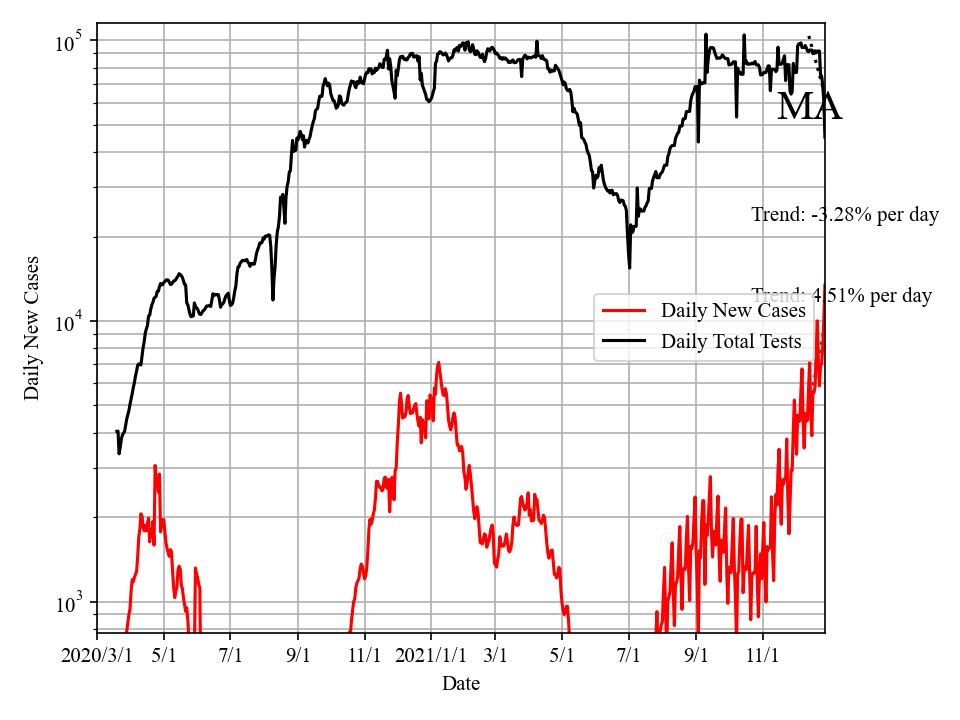 10^5
MA
Trend: -3.28% per day
Trend: 4.51% per day
10^4
Daily New Cases
Daily Total Tests
Daily New Cases
10^3
2020/3/1 5/1 7/1 9/1 11/1 2021/1/1 3/1 5/1 7/1 9/1 11/1
Date